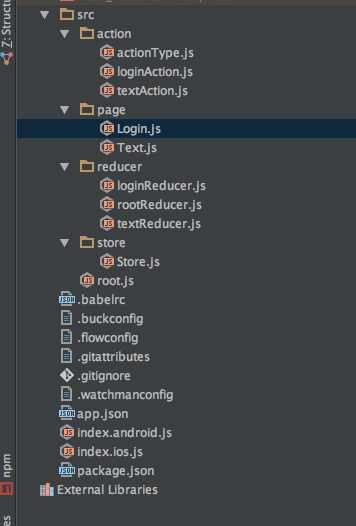 src
action
actionType.js
loginAction.js
textAction.js
page
Login.js
Text.js
reducer
loginReducer.js
rootReducer.js
textReducer.js
store
Store.js
root.js
.babelrc
.buckconfig
.flowconfig
.gitattributes
.gitignore
.watchmanconfig
app.json
index.android.js
index.ios.js
package.json
External Libraries
Z: Structure
npm